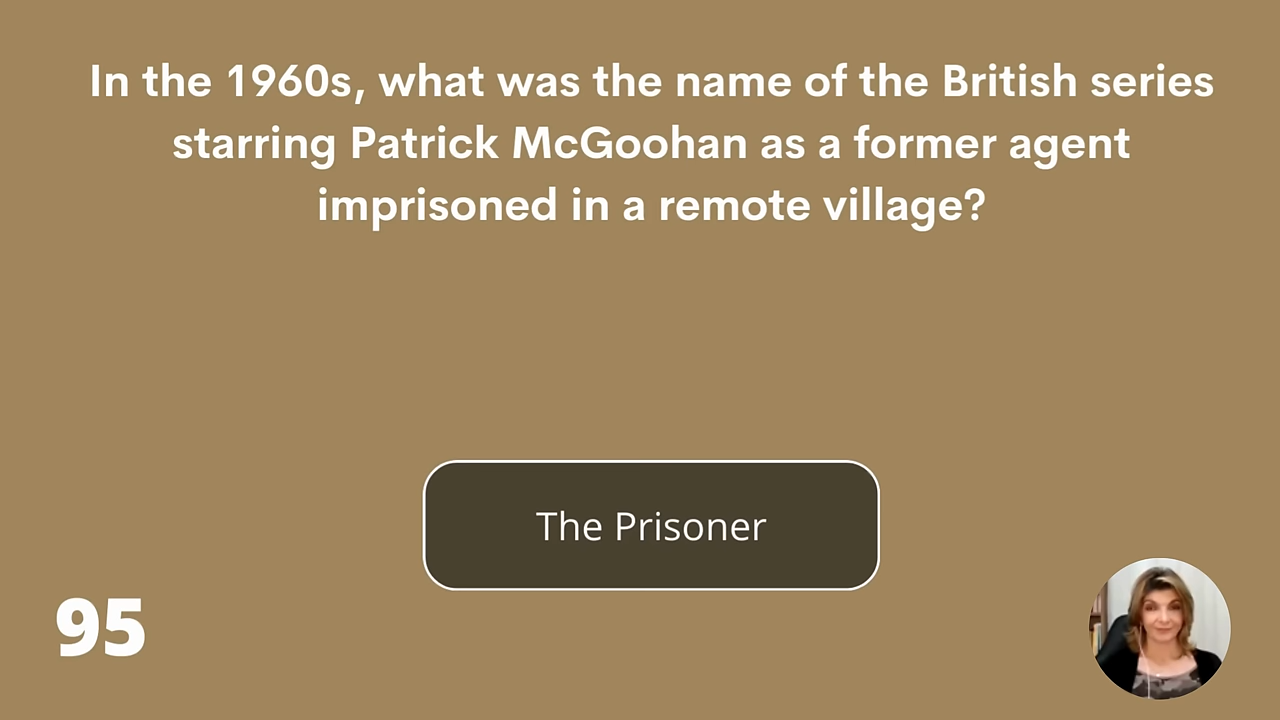 In the 1960s, what was the name of the British series
starring Patrick McGoohan as a former agent
imprisoned in a remote village?
The Prisoner
95